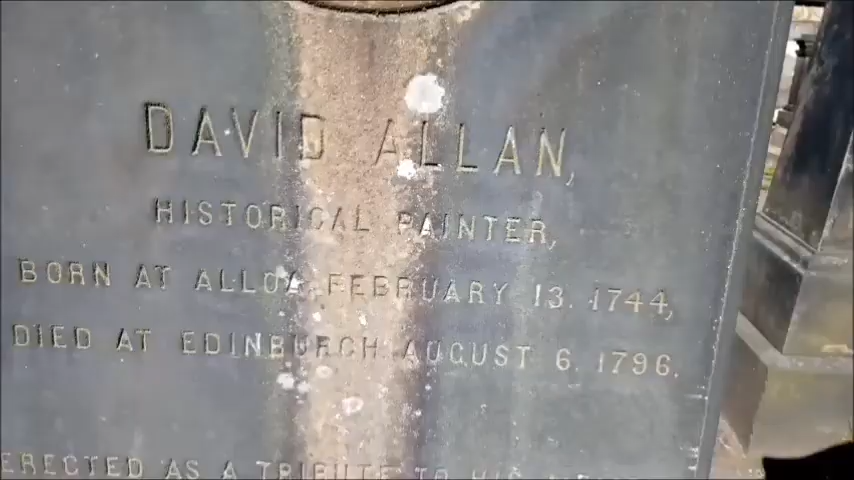 DAVID ALLAN,
HISTORICAL PAINTER,
BORN AT ALLOA FEBRUARY 13. 1744,
DIED AT EDINBURGH AUGUST 6. 1796.
ERECTED AS A TRIBUTE TO HIS